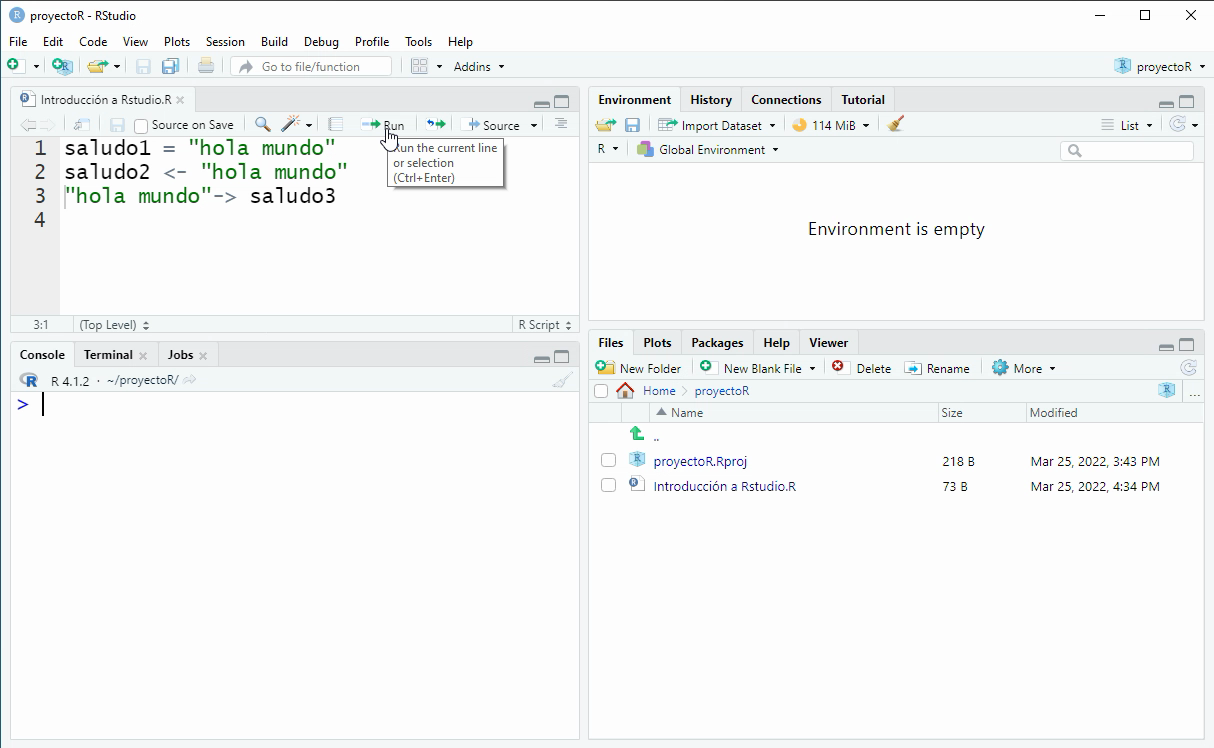 proyectoR - RStudio
File Edit Code View Plots Session Build Debug Profile Tools Help
Go to file/function Addins proyectoR
Introducción a Rstudio.R
Source on Save Run Source
1 saludo1 = "hola mundo"
2 saludo2 <- "hola mundo"
3 "hola mundo"-> saludo3
4
Run the current line
or selection
(Ctrl+Enter)
3:1 (Top Level) R Script
Console Terminal Jobs
R 4.1.2 · ~/proyectoR/
>
Environment History Connections Tutorial
Import Dataset 114 MiB List
R Global Environment
Environment is empty
Files Plots Packages Help Viewer
New Folder New Blank File Delete Rename More
Home proyectoR ...
Name Size Modified
..
proyectoR.Rproj 218 B Mar 25, 2022, 3:43 PM
Introducción a Rstudio.R 73 B Mar 25, 2022, 4:34 PM